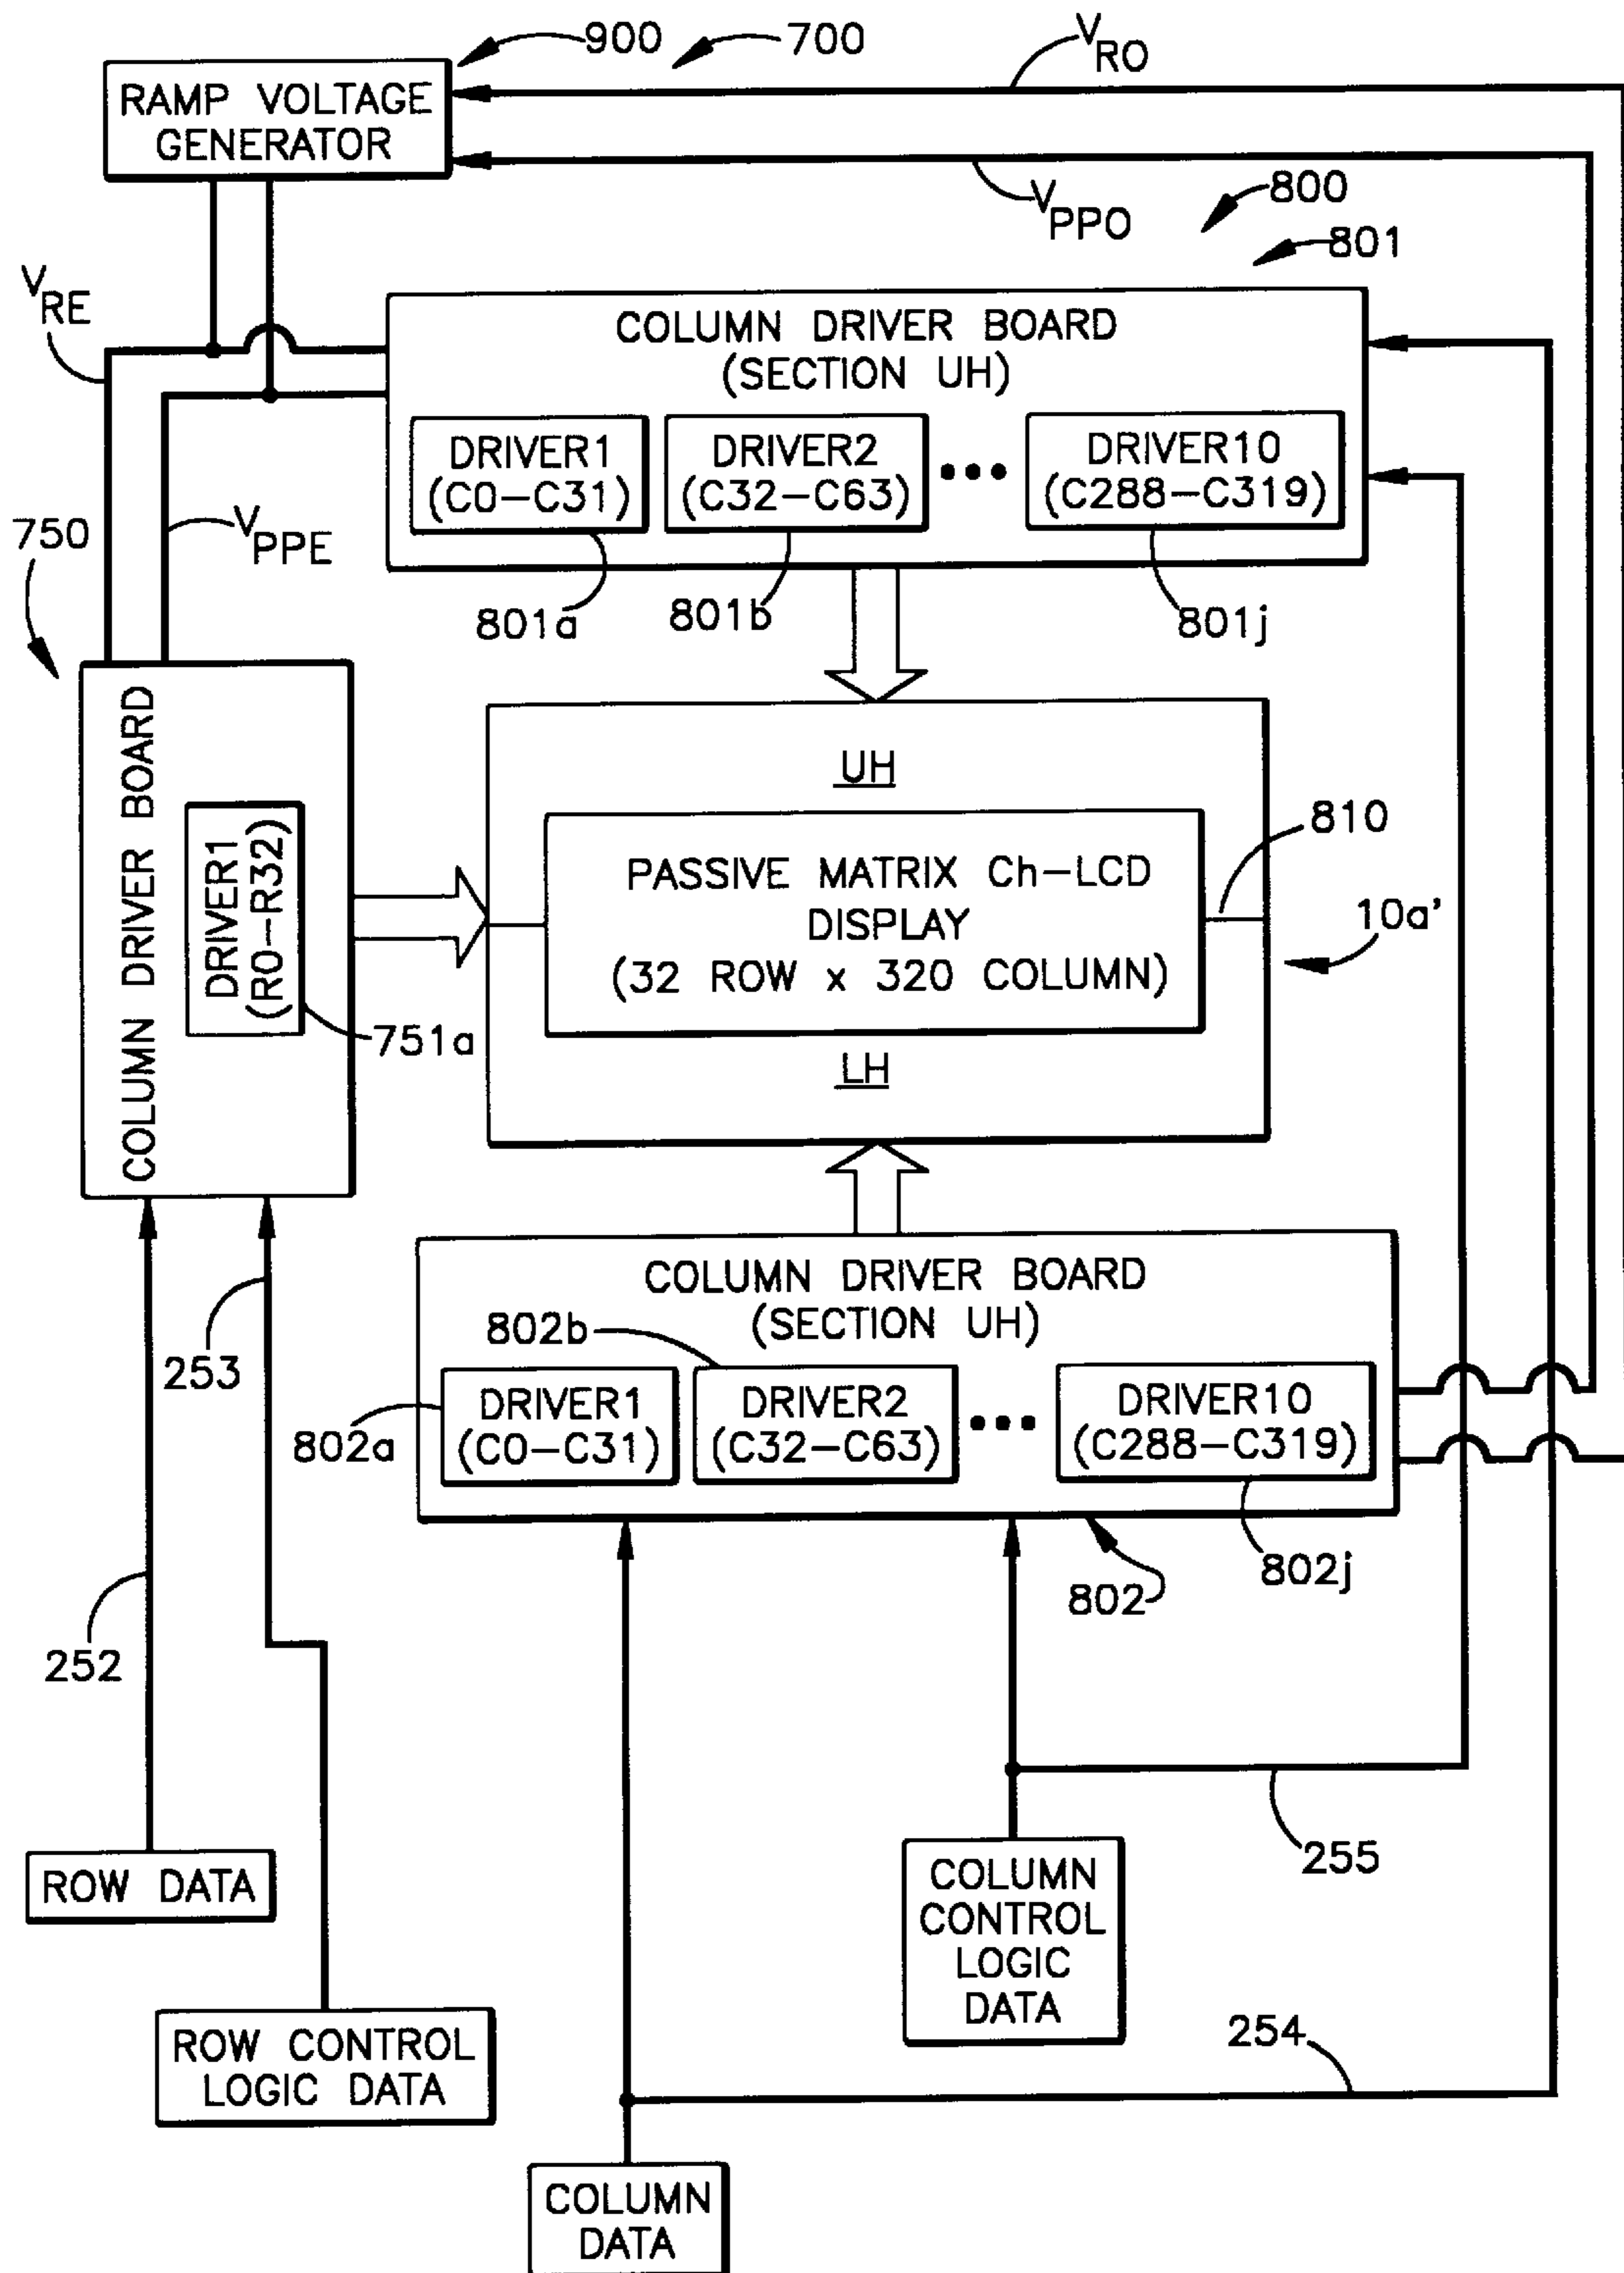 900
700
V RO
RAMP VOLTAGE
GENERATOR
V PPO
800
801
V RE
COLUMN DRIVER BOARD
(SECTION UH)
DRIVER1
(C0-C31)
DRIVER2
(C32-C63)
•••
DRIVER10
(C288-C319)
750
V PPE
801a
801b
801j
COLUMN DRIVER BOARD
DRIVER1
(R0-R32)
751a
UH
PASSIVE MATRIX Ch-LCD
DISPLAY
(32 ROW x 320 COLUMN)
LH
810
10a'
COLUMN DRIVER BOARD
(SECTION UH)
802b
253
802a
DRIVER1
(C0-C31)
DRIVER2
(C32-C63)
•••
DRIVER10
(C288-C319)
802j
802
252
255
ROW DATA
COLUMN
CONTROL
LOGIC
DATA
254
ROW CONTROL
LOGIC DATA
COLUMN
DATA